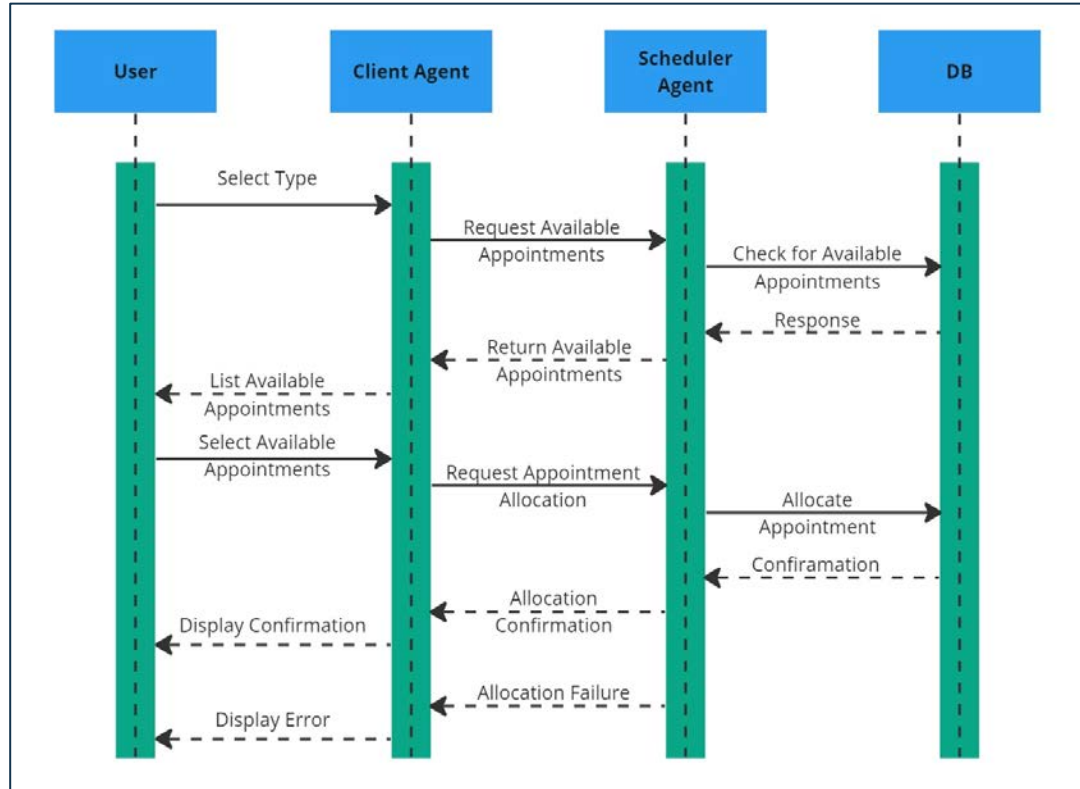 User
Client Agent
Scheduler
Agent
DB
Select Type
Request Available
Appointments
Check for Available
Appointments
Response
Return Available
Appointments
List Available
Appointments
Select Available
Appointments
Request Appointment
Allocation
Allocate
Appointment
Confiramation
Allocation
Confirmation
Display Confirmation
Allocation Failure
Display Error